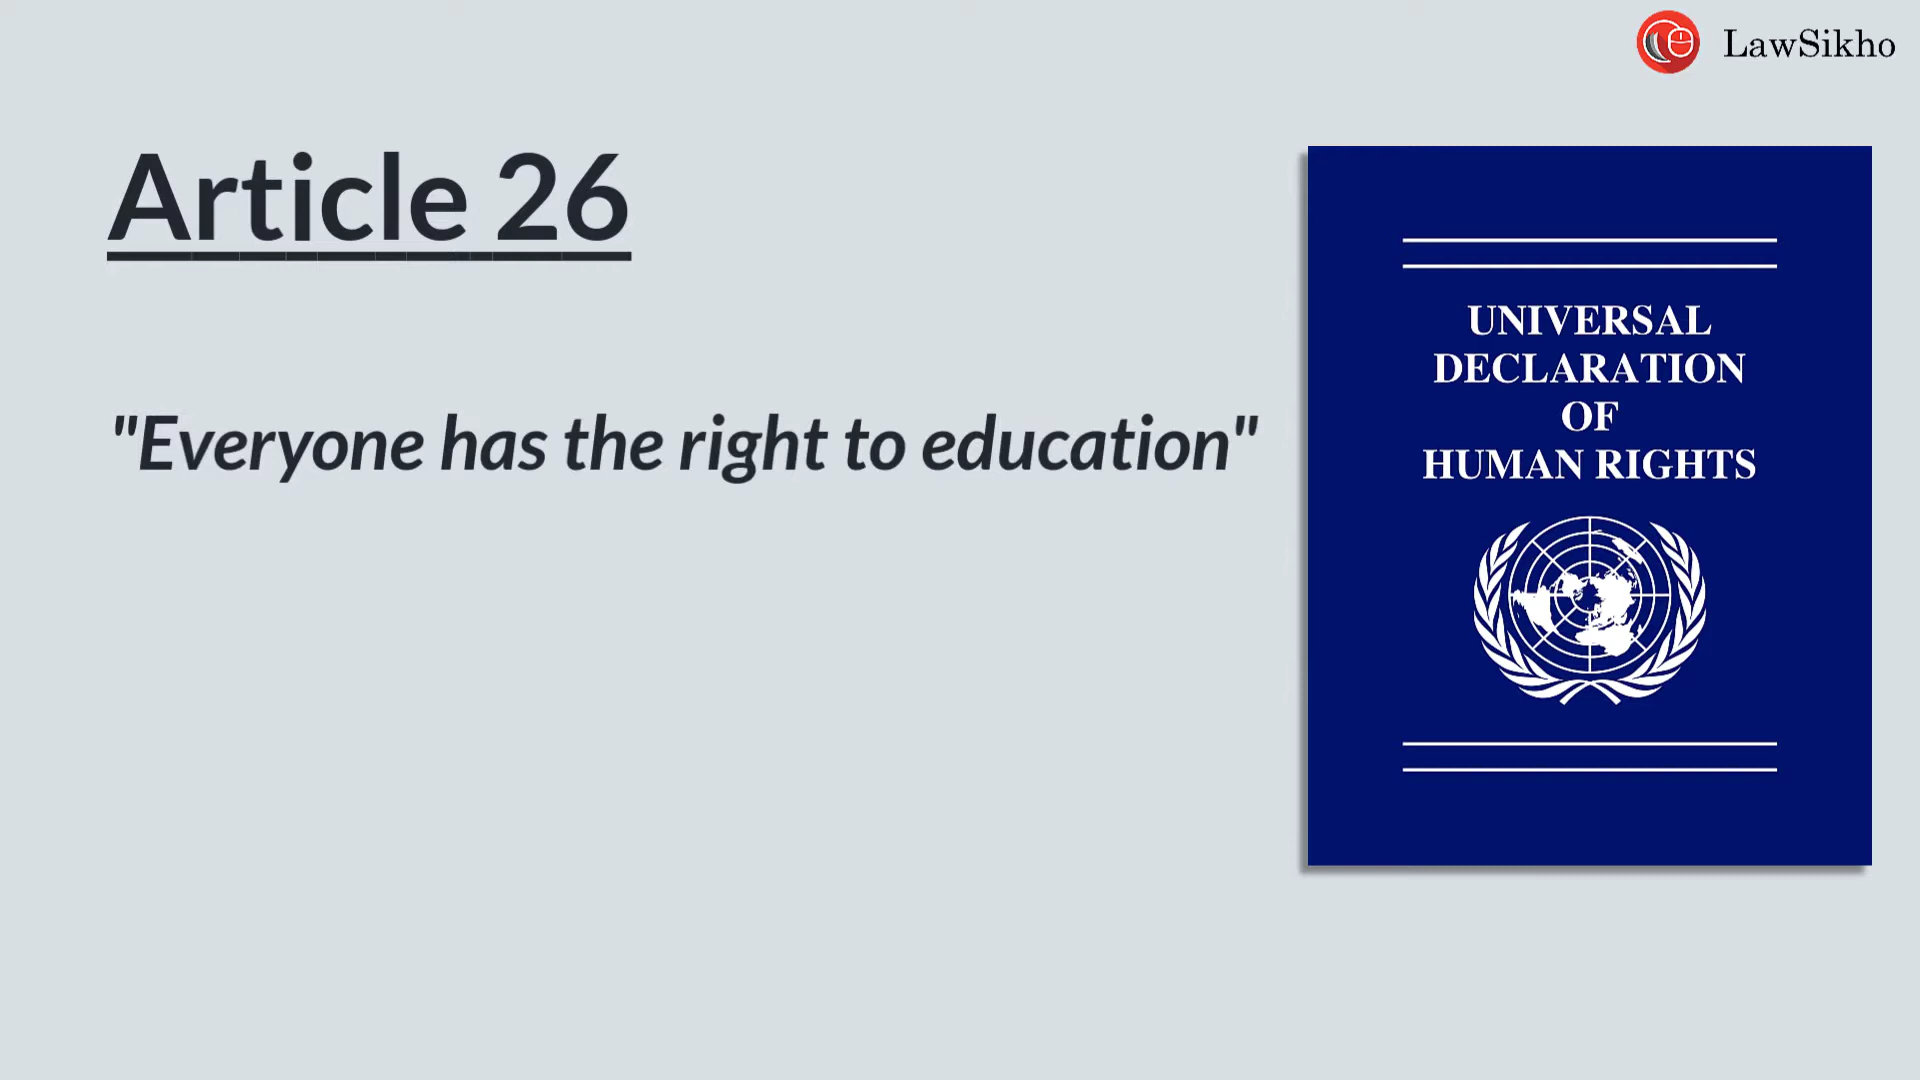 LawSikho
Article 26
"Everyone has the right to education"
UNIVERSAL
DECLARATION
OF
HUMAN RIGHTS